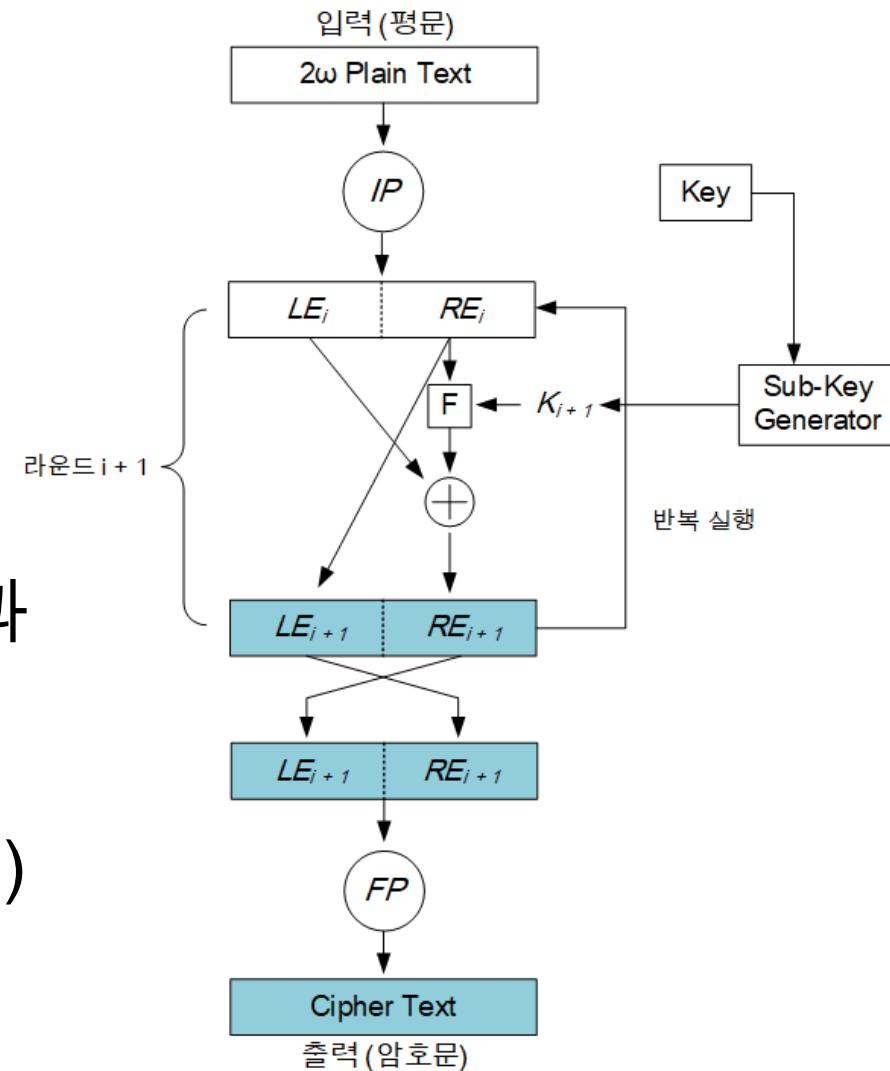 입력 (평문)
2ω Plain Text
IP
Key
LEᵢ REᵢ
Sub-Key
Generator
F
Kᵢ₊₁
라운드 i + 1
반복 실행
과
LEᵢ₊₁ REᵢ₊₁
LEᵢ₊₁ REᵢ₊₁
)
FP
Cipher Text
출력 (암호문)